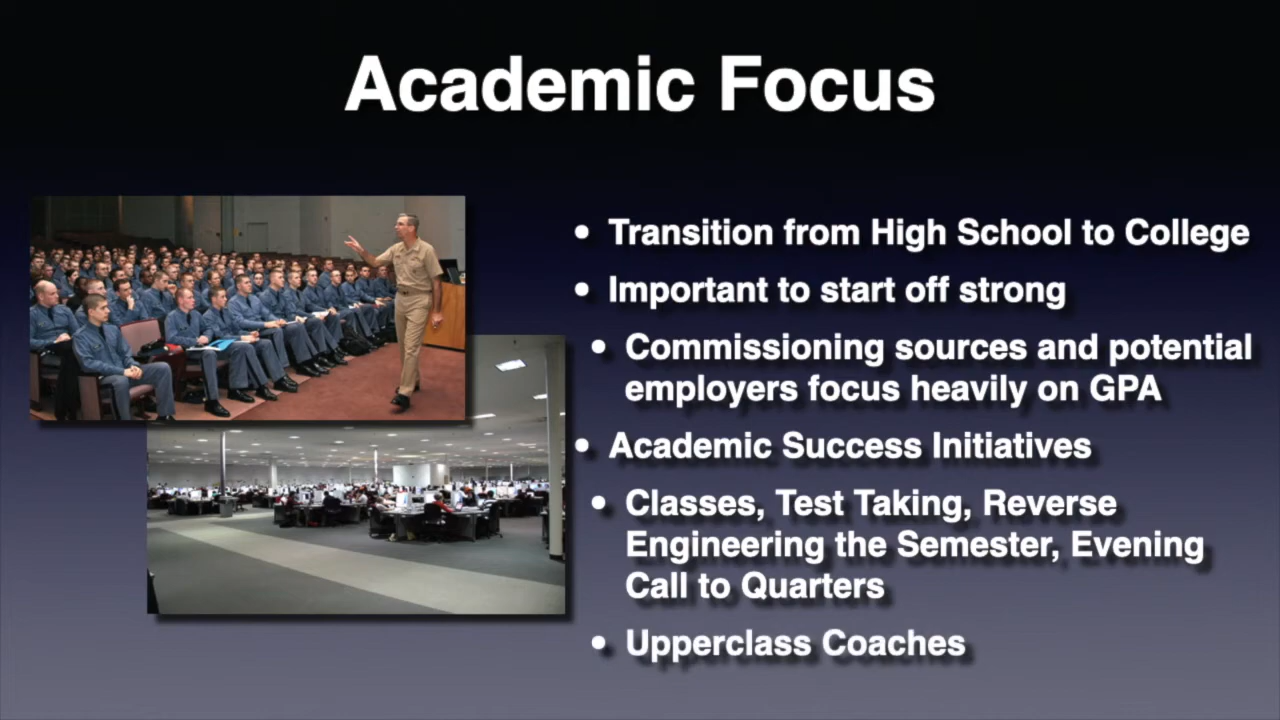 Academic Focus
• Transition from High School to College
• Important to start off strong
• Commissioning sources and potential
employers focus heavily on GPA
• Academic Success Initiatives
• Classes, Test Taking, Reverse
Engineering the Semester, Evening
Call to Quarters
• Upperclass Coaches